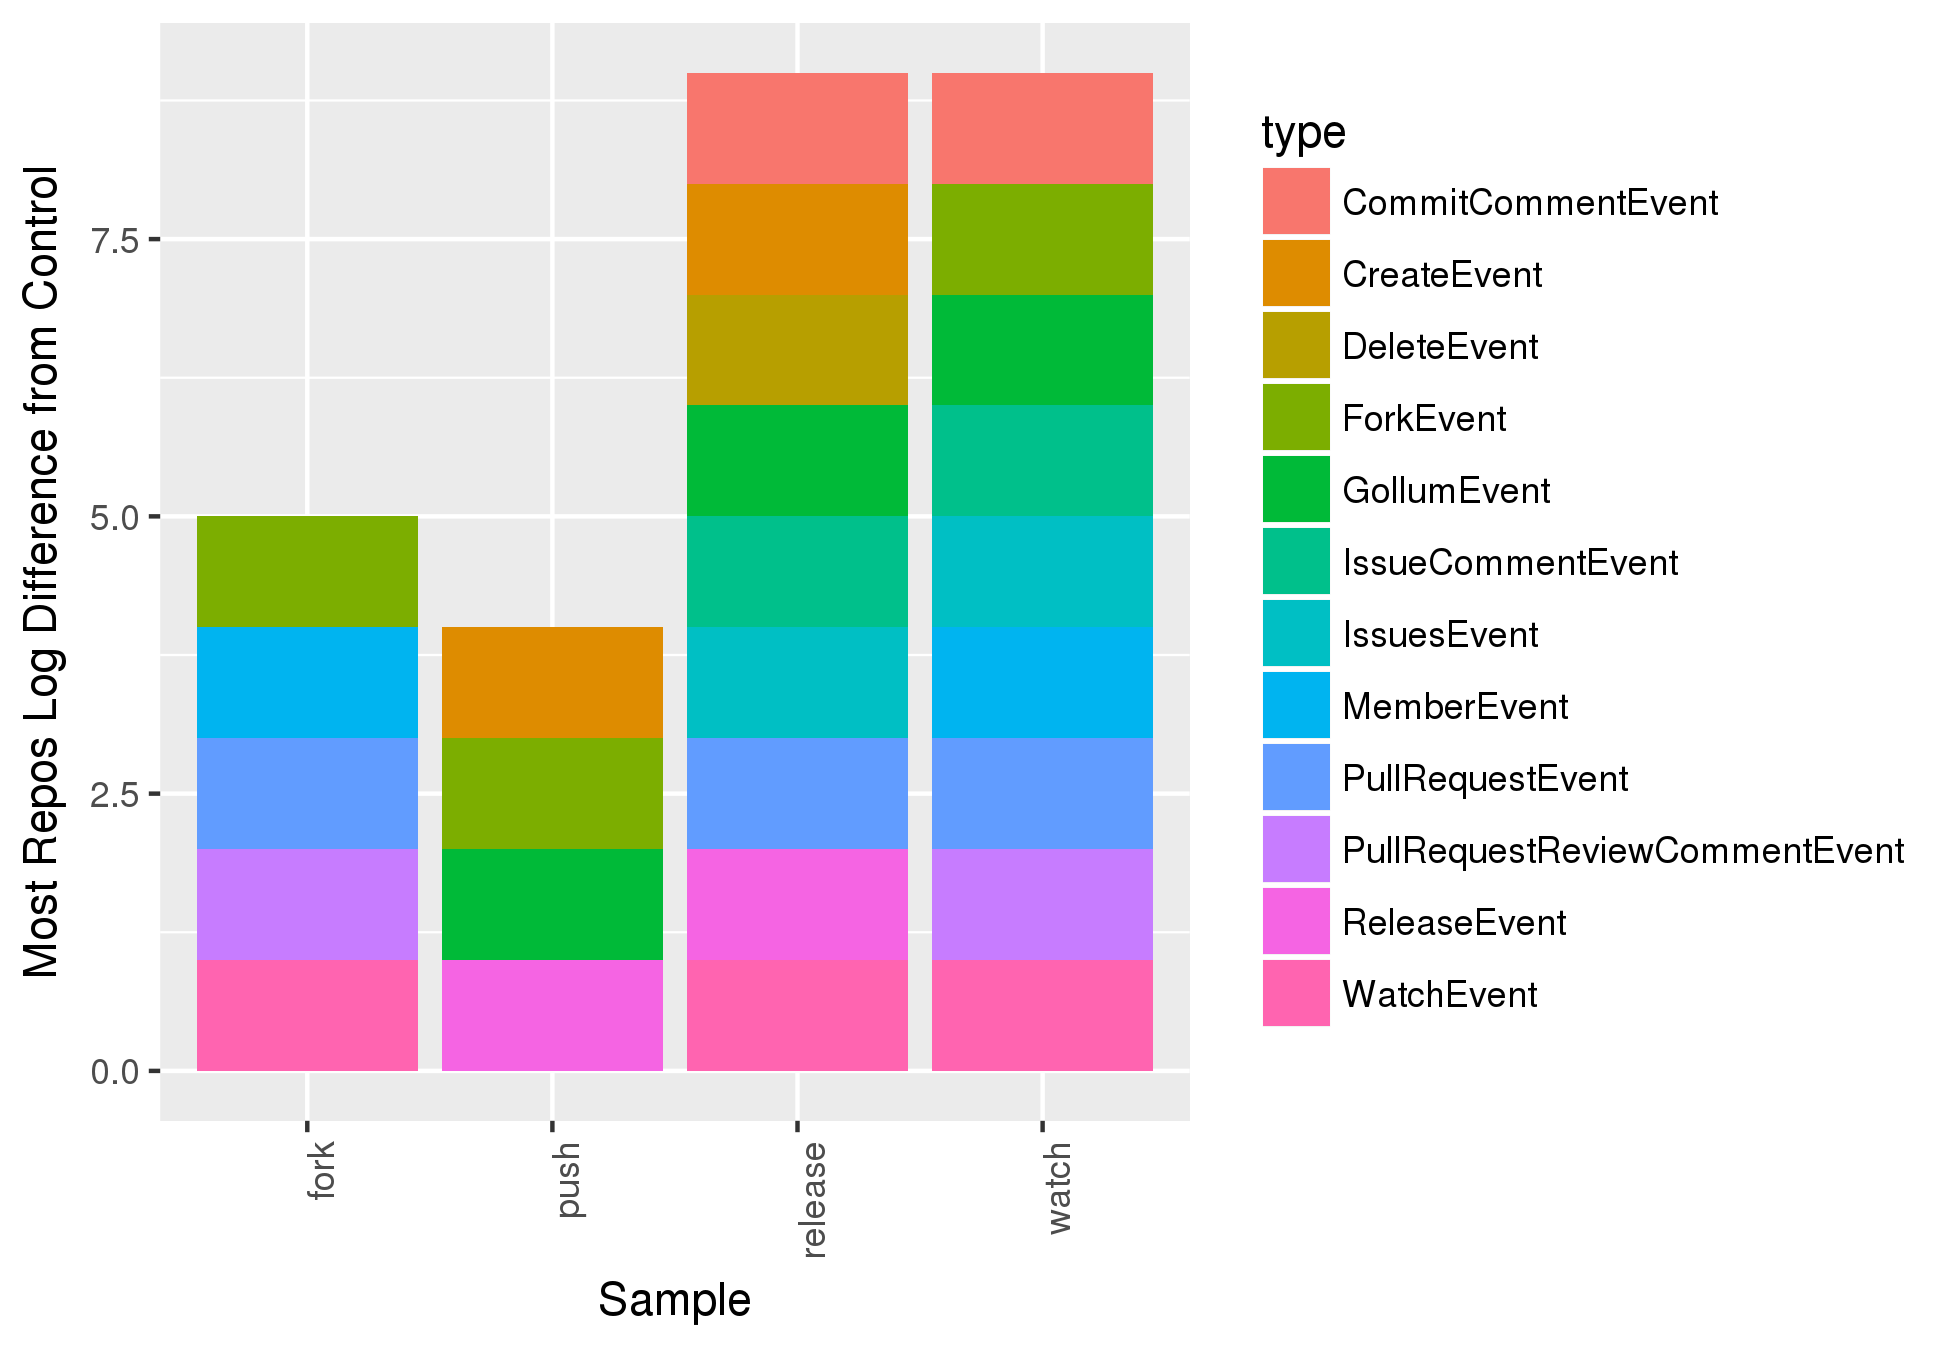 Most Repos Log Difference from Control
7.5
5.0
2.5
0.0
fork
push
release
watch
Sample
type
CommitCommentEvent
CreateEvent
DeleteEvent
ForkEvent
GollumEvent
IssueCommentEvent
IssuesEvent
MemberEvent
PullRequestEvent
PullRequestReviewCommentEvent
ReleaseEvent
WatchEvent